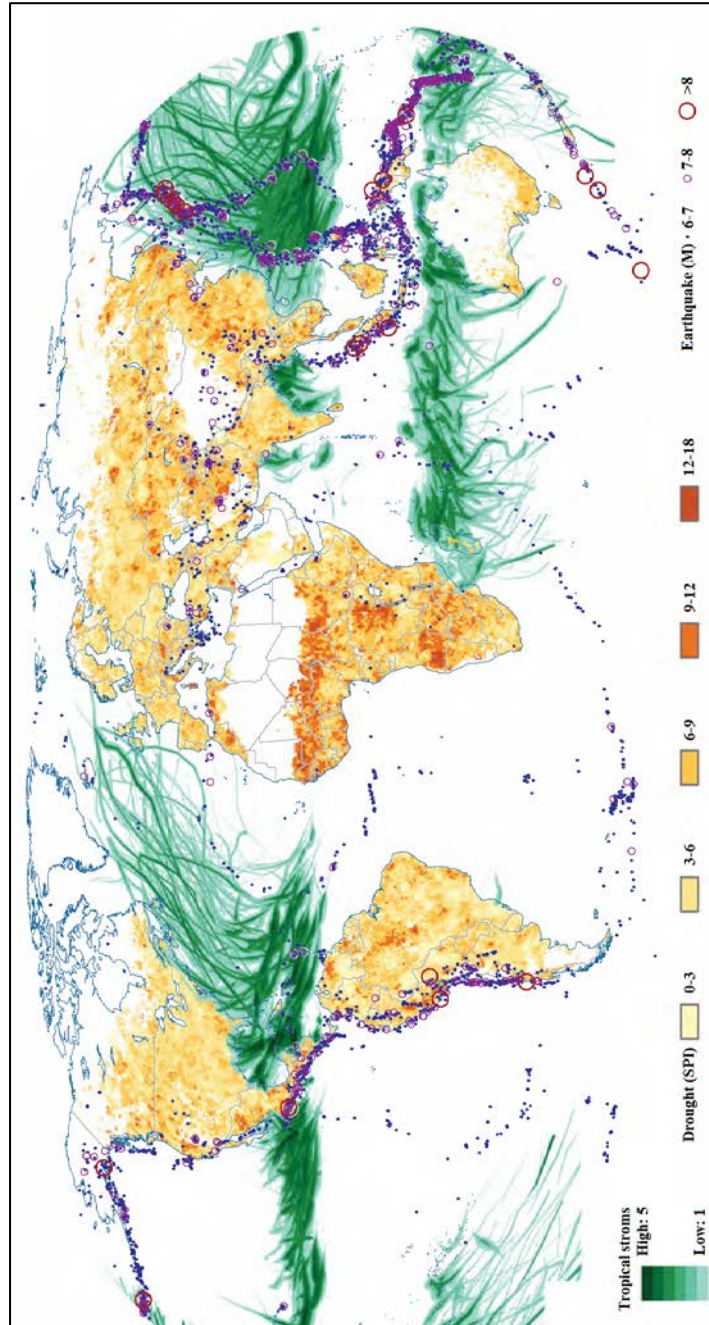 Tropical stroms
High: 5
Low: 1
Drought (SPI)
0-3
3-6
6-9
9-12
12-18
Earthquake (M)
6-7
7-8
>8